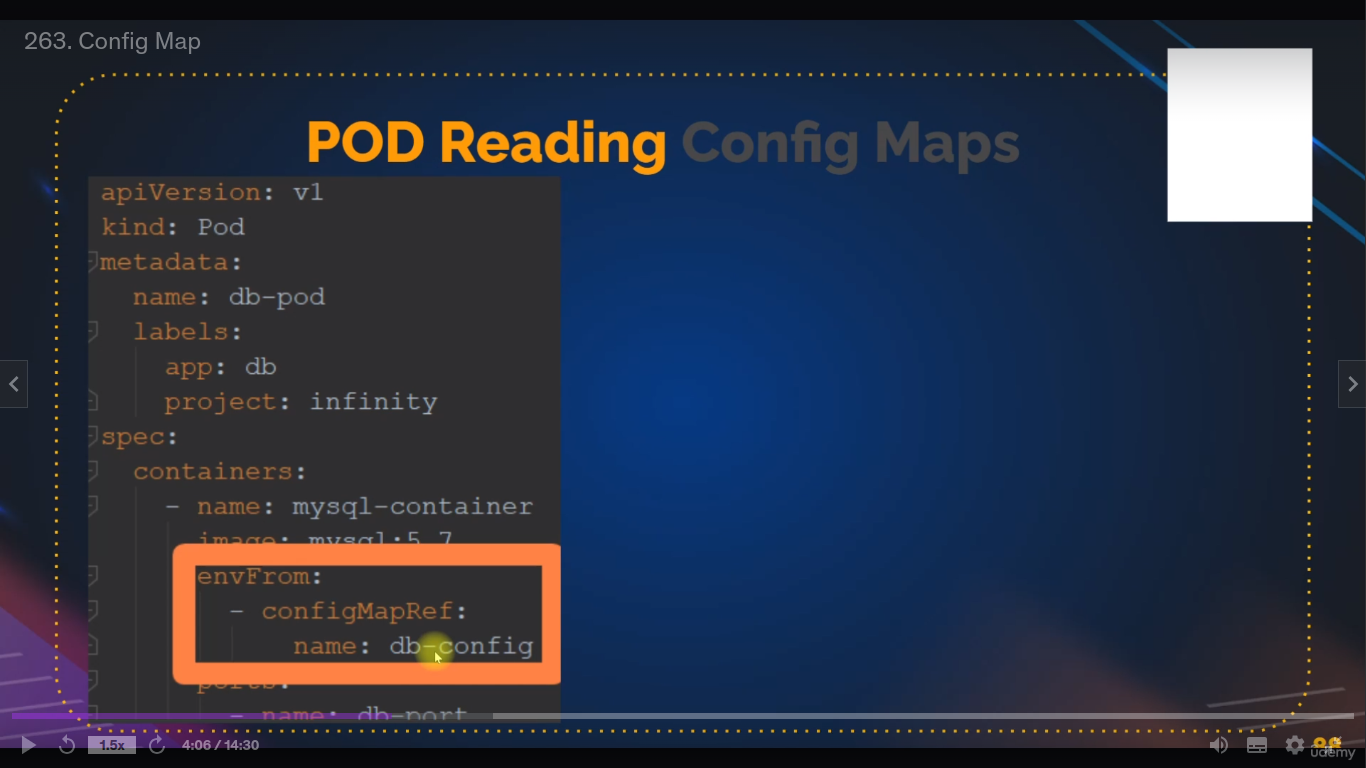 263. Config Map
POD Reading Config Maps
apiVersion: v1
kind: Pod
metadata:
name: db-pod
labels:
app: db
project: infinity
spec:
containers:
- name: mysql-container
image: mysql:5.7
envFrom:
- configMapRef:
name: db-config
ports:
- name: db-port
1.5x
4:06 / 14:30
udemy